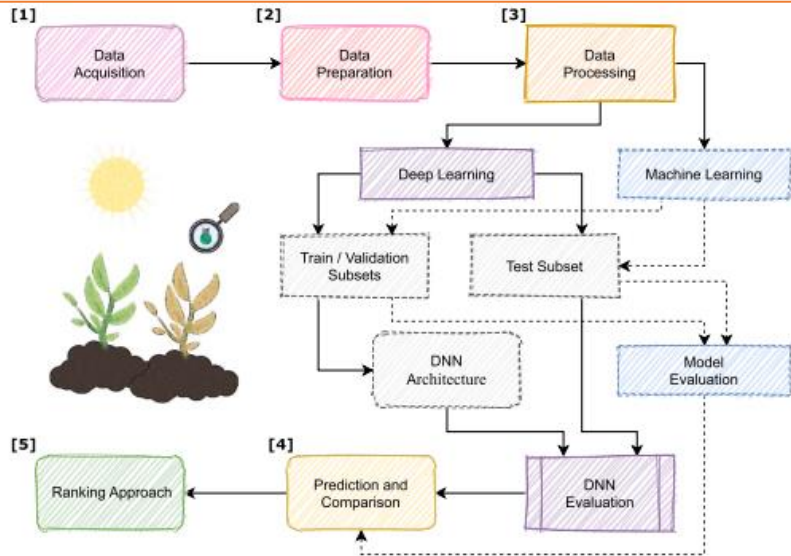 [1]
Data
Acquisition
[2]
Data
Preparation
[3]
Data
Processing
Deep Learning
Machine Learning
Train / Validation
Subsets
Test Subset
DNN
Architecture
Model
Evaluation
[5]
Ranking Approach
[4]
Prediction and
Comparison
DNN
Evaluation